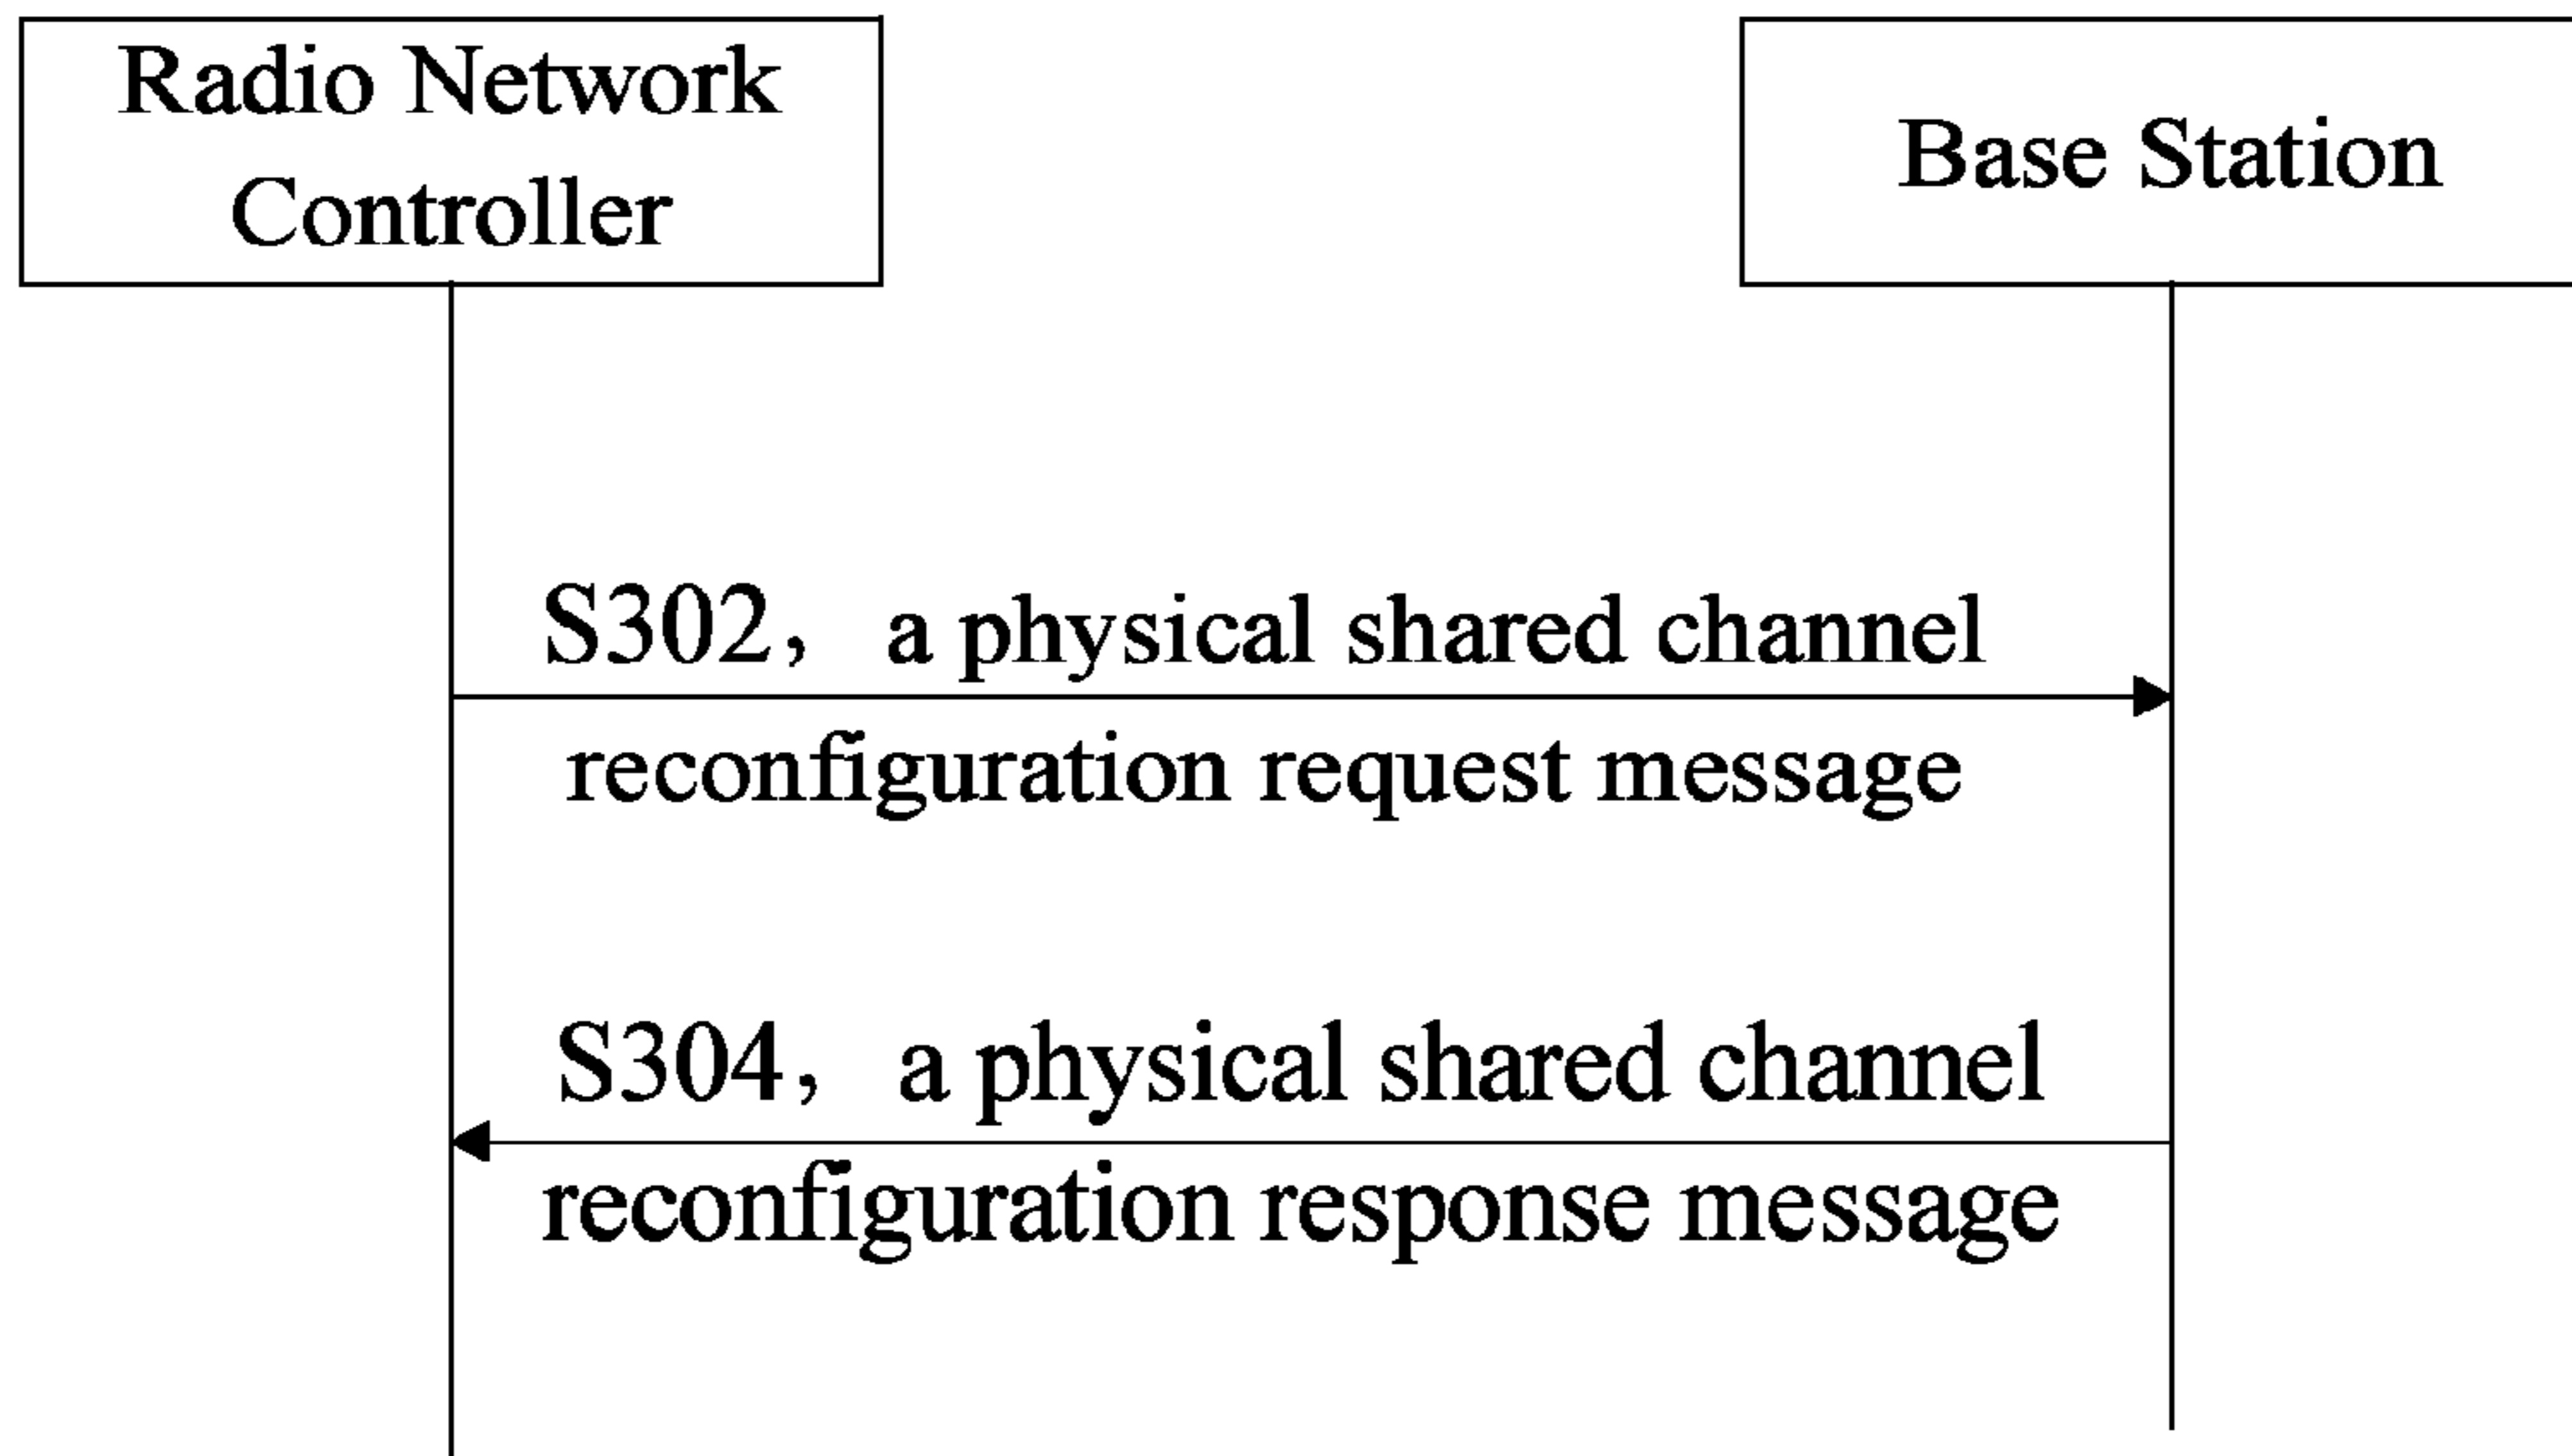 Radio Network
Controller
Base Station
S302, a physical shared channel
reconfiguration request message
S304, a physical shared channel
reconfiguration response message